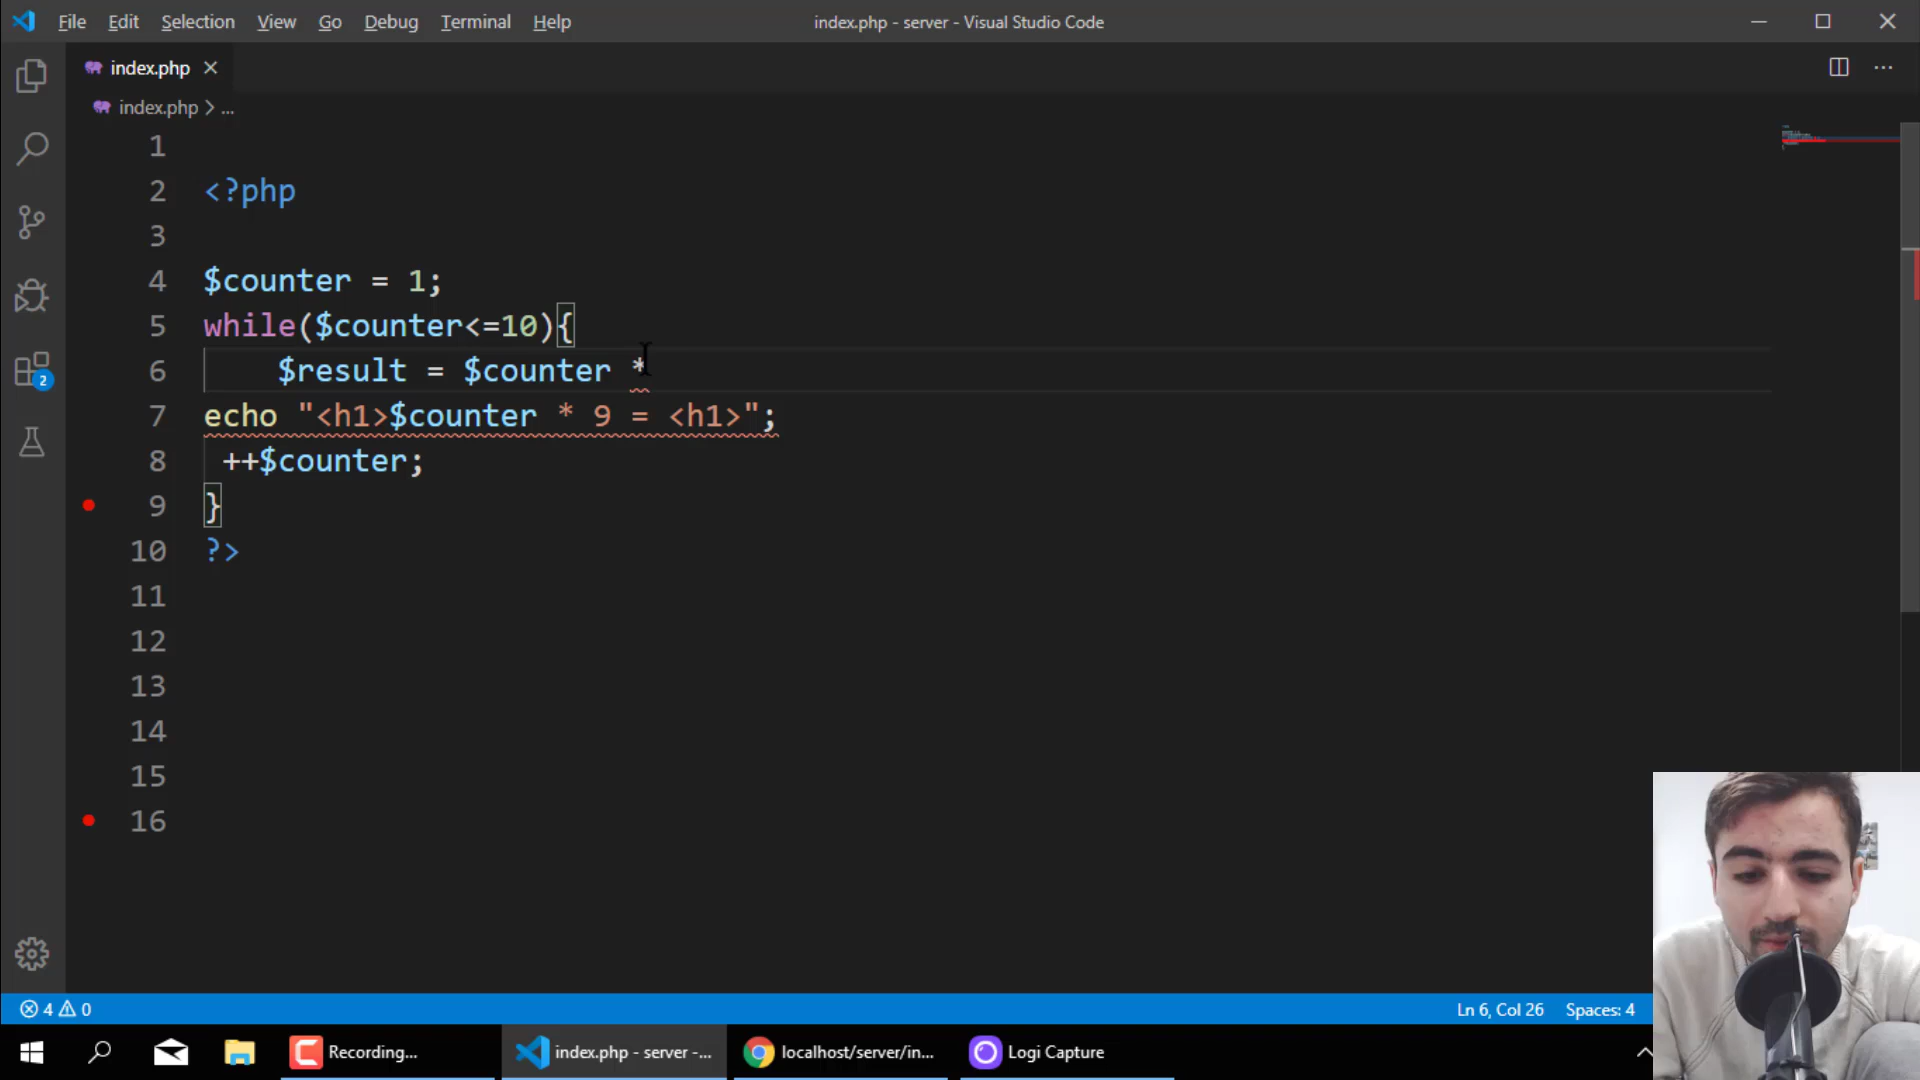 File Edit Selection View Go Debug Terminal Help index.php - server - Visual Studio Code
index.php
index.php > ...
1
2 <?php
3
4 $counter = 1;
5 while($counter<=10){
6 $result = $counter *
7 echo "<h1>$counter * 9 = <h1>";
8 ++$counter;
9 }
10 ?>
11
12
13
14
15
16
2
4 0 Ln 6, Col 26 Spaces: 4
Recording... index.php - server -... localhost/server/in... Logi Capture